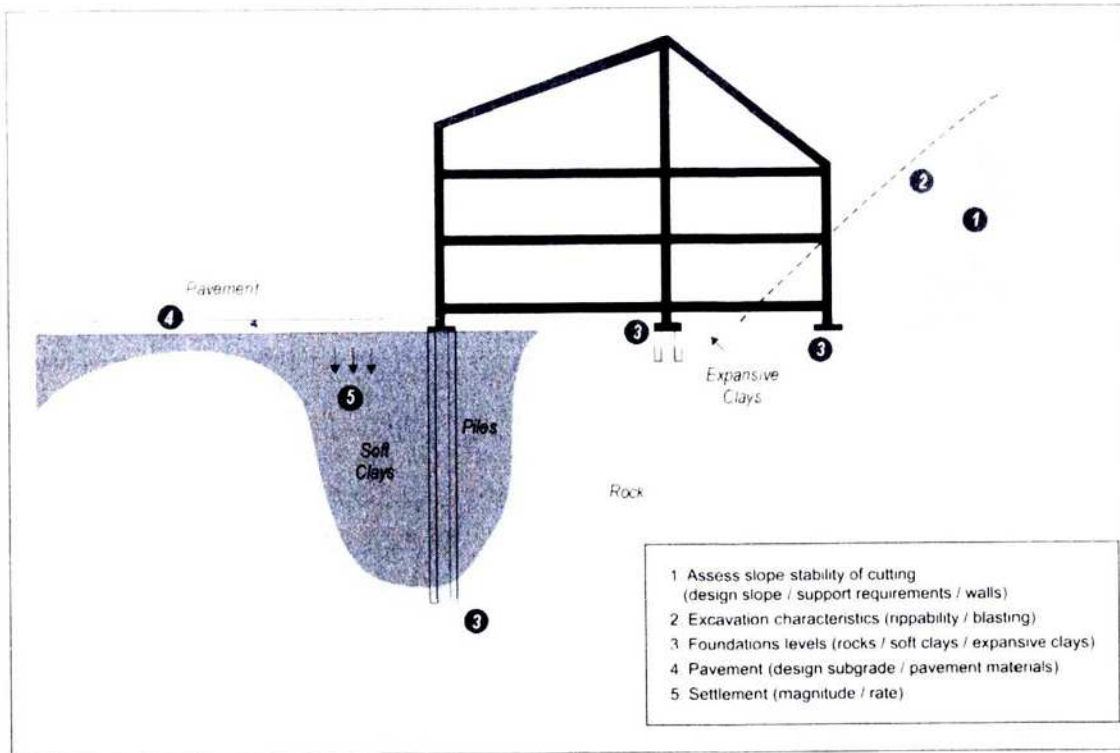 2
1
Pavement
4
3
3
Expansive
Clays
5
Piles
Soft
Clays
Rock
3
1 Assess slope stability of cutting
(design slope / support requirements / walls)
2 Excavation characteristics (rippability / blasting)
3 Foundations levels (rocks / soft clays / expansive clays)
4 Pavement (design subgrade / pavement materials)
5 Settlement (magnitude / rate)